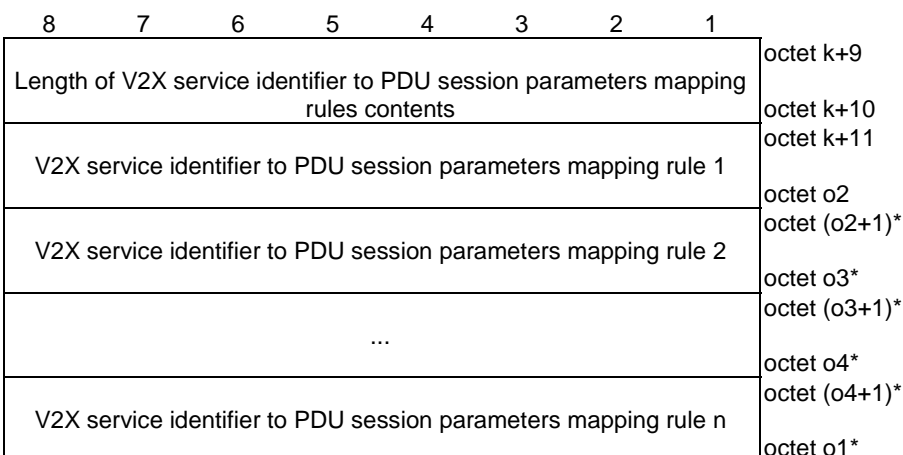 8 7 6 5 4 3 2 1
octet k+9
Length of V2X service identifier to PDU session parameters mapping
rules contents
octet k+10
octet k+11
V2X service identifier to PDU session parameters mapping rule 1
octet o2
octet (o2+1)*
V2X service identifier to PDU session parameters mapping rule 2
octet o3*
octet (o3+1)*
...
octet o4*
octet (o4+1)*
V2X service identifier to PDU session parameters mapping rule n
octet o1*